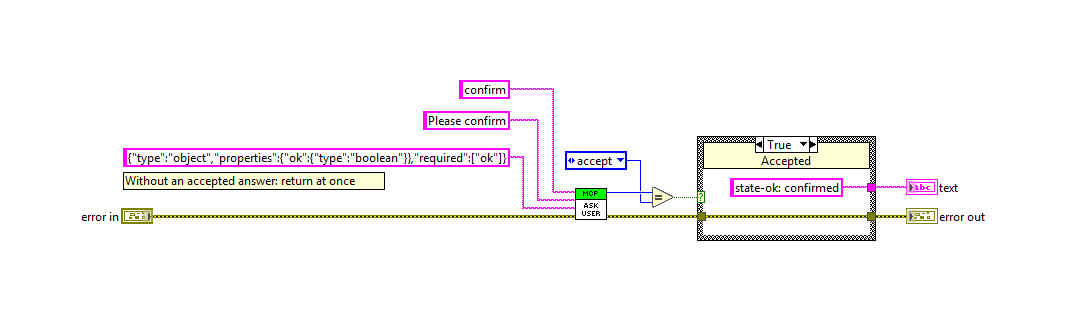 confirm
Please confirm
{"type":"object","properties":{"ok":{"type":"boolean"}},"required":["ok"]}
Without an accepted answer: return at once
accept
MCP
ASK
USER
=
?
True
Accepted
state-ok: confirmed
abc
text
error in
error out